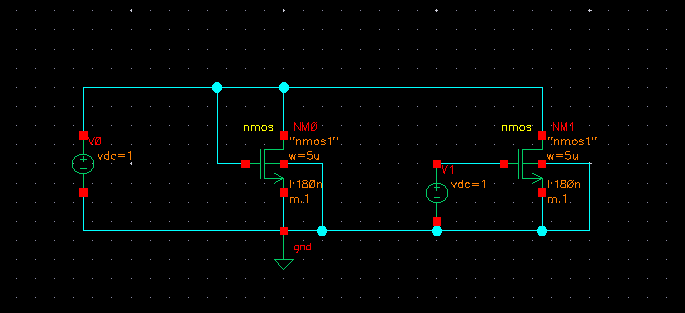 nmos
NM0
"nmos1"
w=5u
l:180n
m:1
V0
vdc=1
gnd
nmos
NM1
"nmos1"
w=5u
l:180n
m:1
V1
vdc=1